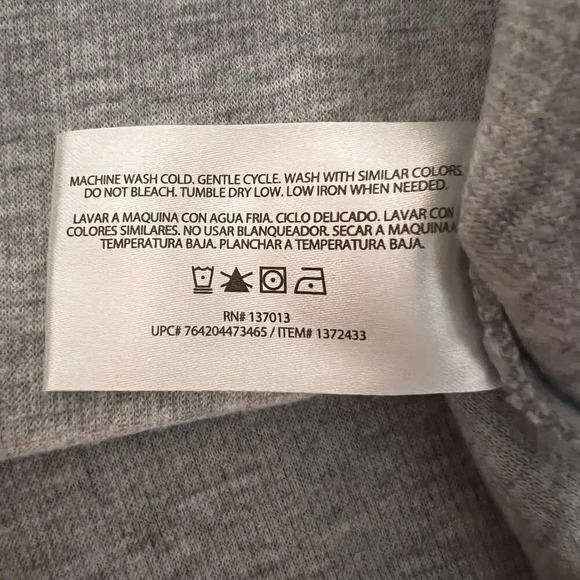 MACHINE WASH COLD. GENTLE CYCLE. WASH WITH SIMILAR COLORS.
DO NOT BLEACH. TUMBLE DRY LOW. LOW IRON WHEN NEEDED.
LAVAR A MAQUINA CON AGUA FRIA. CICLO DELICADO. LAVAR CON
COLORES SIMILARES. NO USAR BLANQUEADOR. SECAR A MAQUINA A
TEMPERATURA BAJA. PLANCHAR A TEMPERATURA BAJA.
RN# 137013
UPC# 764204473465 / ITEM# 1372433